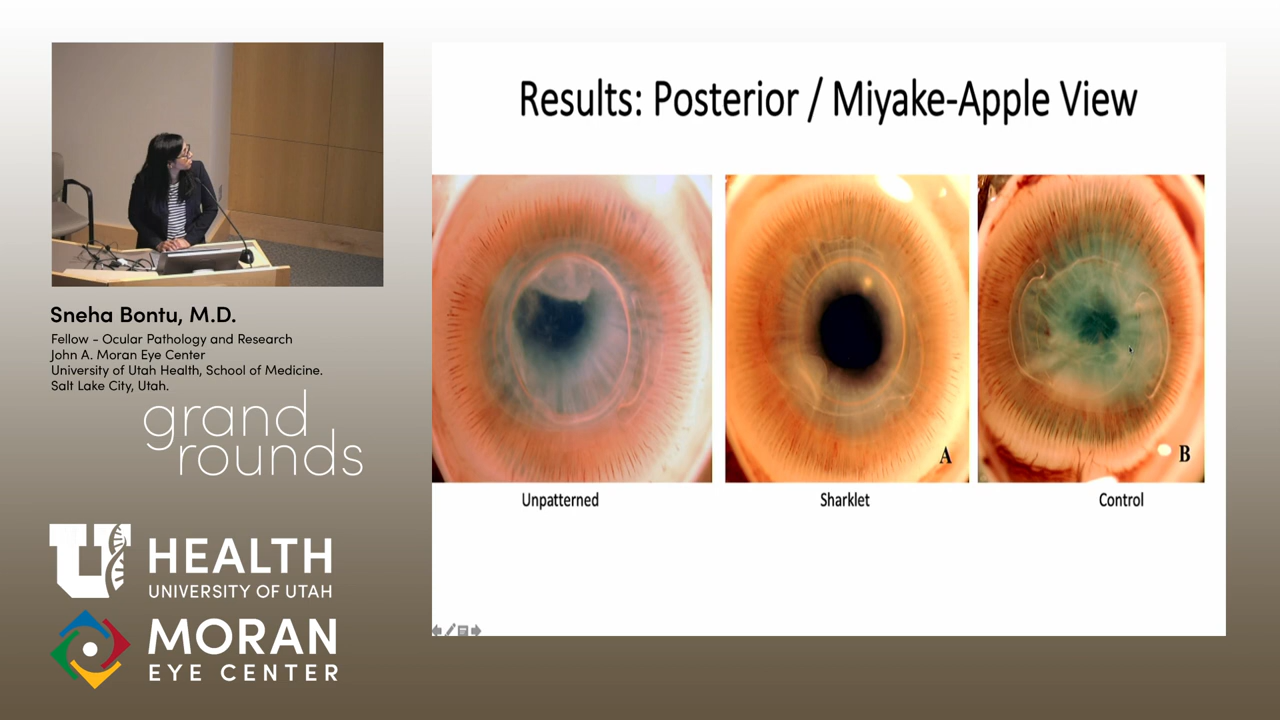 Results: Posterior / Miyake-Apple View
A
B
Unpatterned
Sharklet
Control
Sneha Bontu, M.D.
Fellow - Ocular Pathology and Research
John A. Moran Eye Center
University of Utah Health, School of Medicine.
Salt Lake City, Utah.
grand
rounds
U HEALTH
UNIVERSITY OF UTAH
MORAN
EYE CENTER